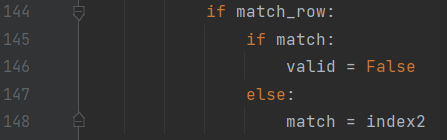 144 if match_row:
145 if match:
146 valid = False
147 else:
148 match = index2